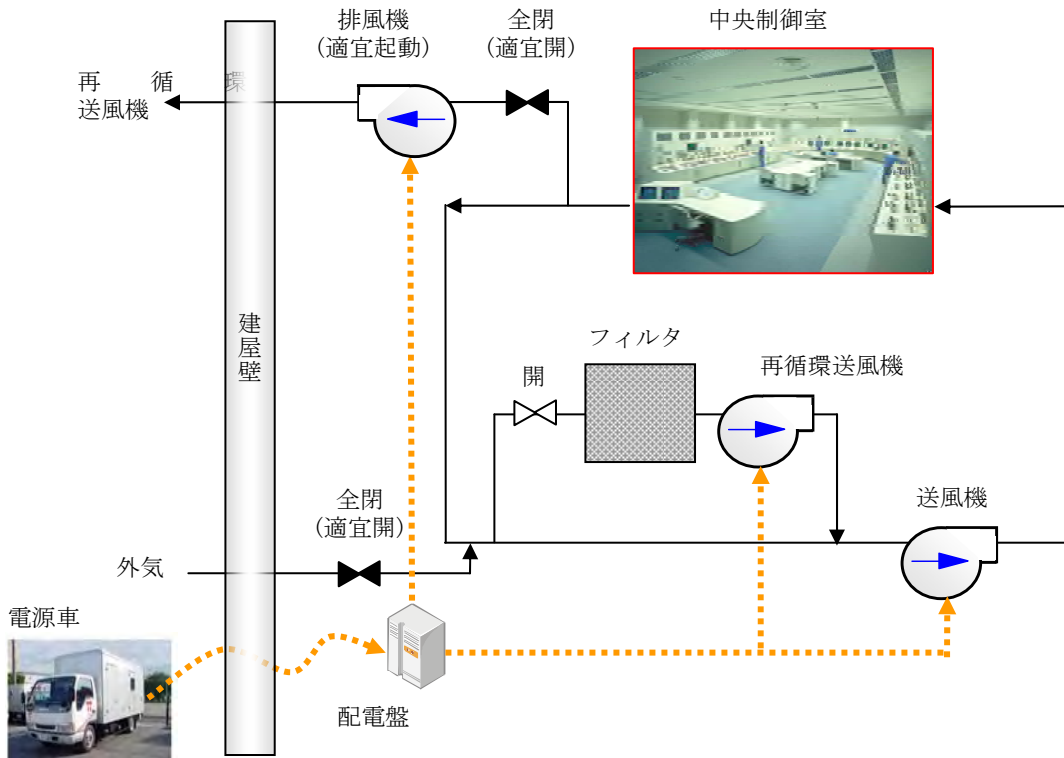 排風機
(適宜起動)
全閉
(適宜開)
中央制御室
再 循 環
送風機
建屋壁
フィルタ
開
再循環送風機
全閉
(適宜開)
送風機
外気
電源車
配電盤